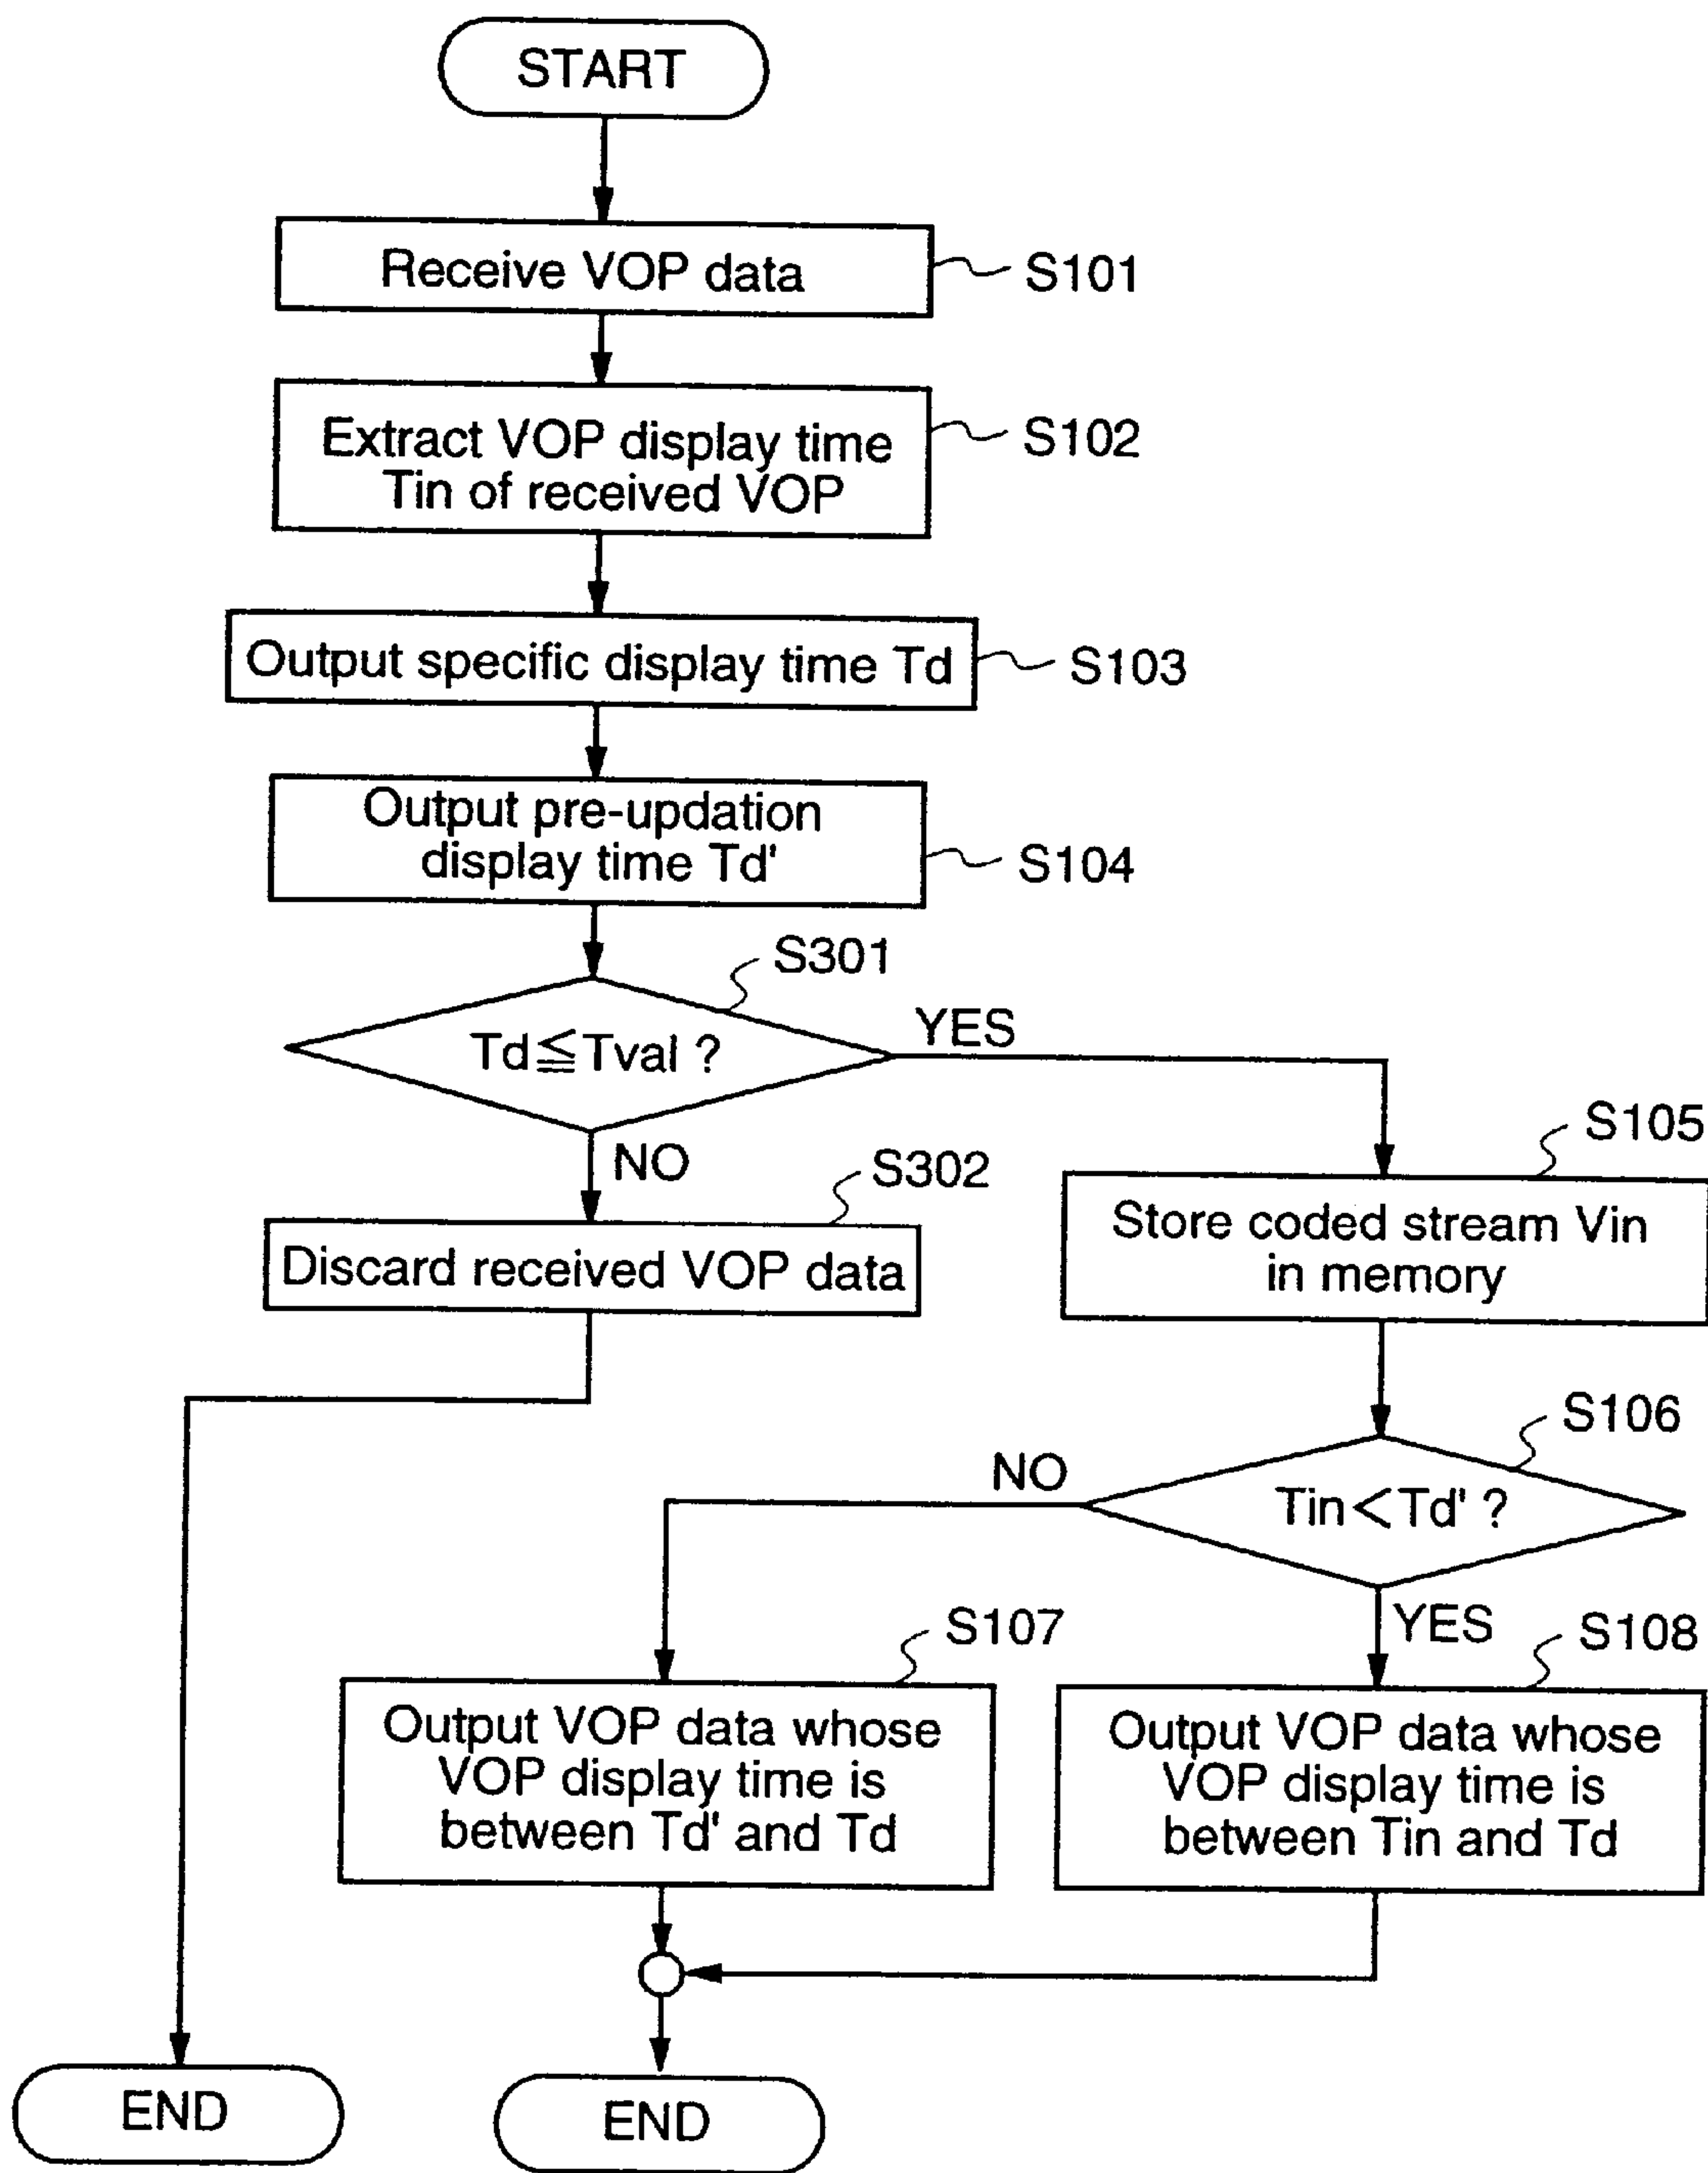 START
Receive VOP data
S101
Extract VOP display time
Tin of received VOP
S102
Output specific display time Td
S103
Output pre-updation
display time Td'
S104
S301
Td≦Tval ?
YES
NO
S302
Discard received VOP data
S105
Store coded stream Vin
in memory
S106
Tin<Td' ?
NO
YES
S107
Output VOP data whose
VOP display time is
between Td' and Td
S108
Output VOP data whose
VOP display time is
between Tin and Td
END
END